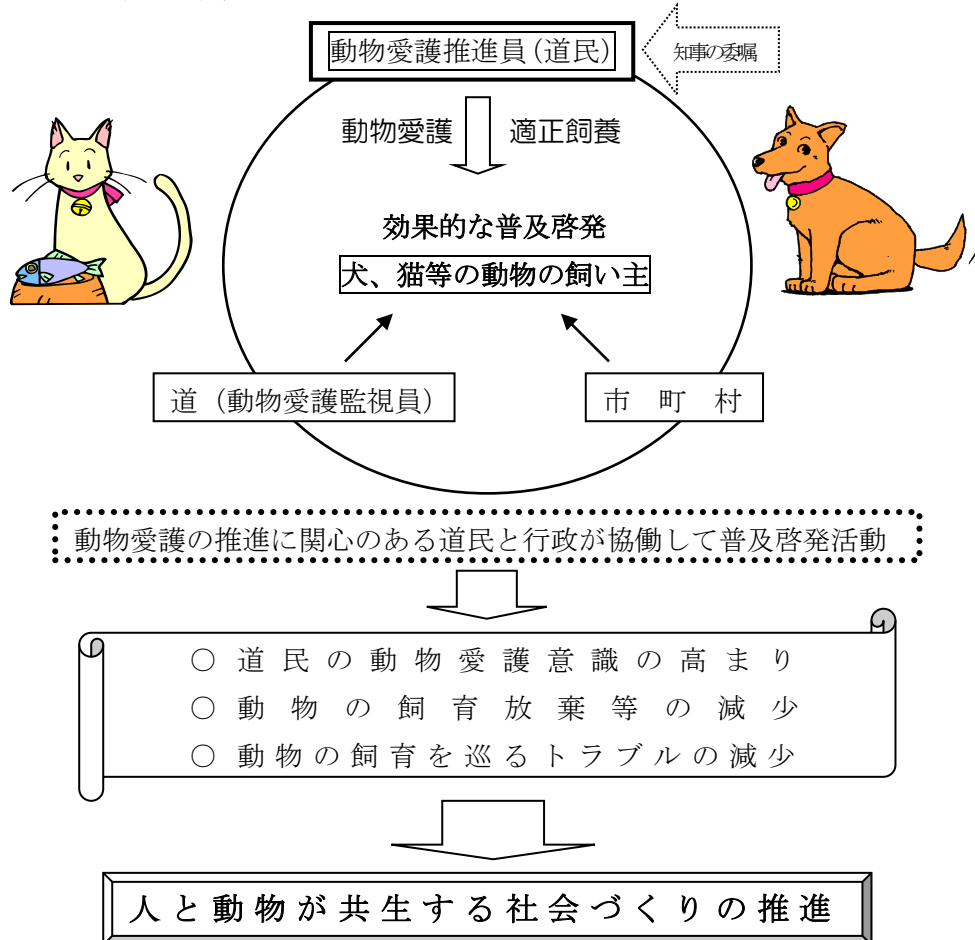 動物愛護推進員(道民)
知事の委嘱
動物愛護 適正飼養
効果的な普及啓発
犬、猫等の動物の飼い主
道(動物愛護監視員)
市町村
動物愛護の推進に関心のある道民と行政が協働して普及啓発活動
○道民の動物愛護意識の高まり
○動物の飼育放棄等の減少
○動物の飼育を巡るトラブルの減少
人と動物が共生する社会づくりの推進